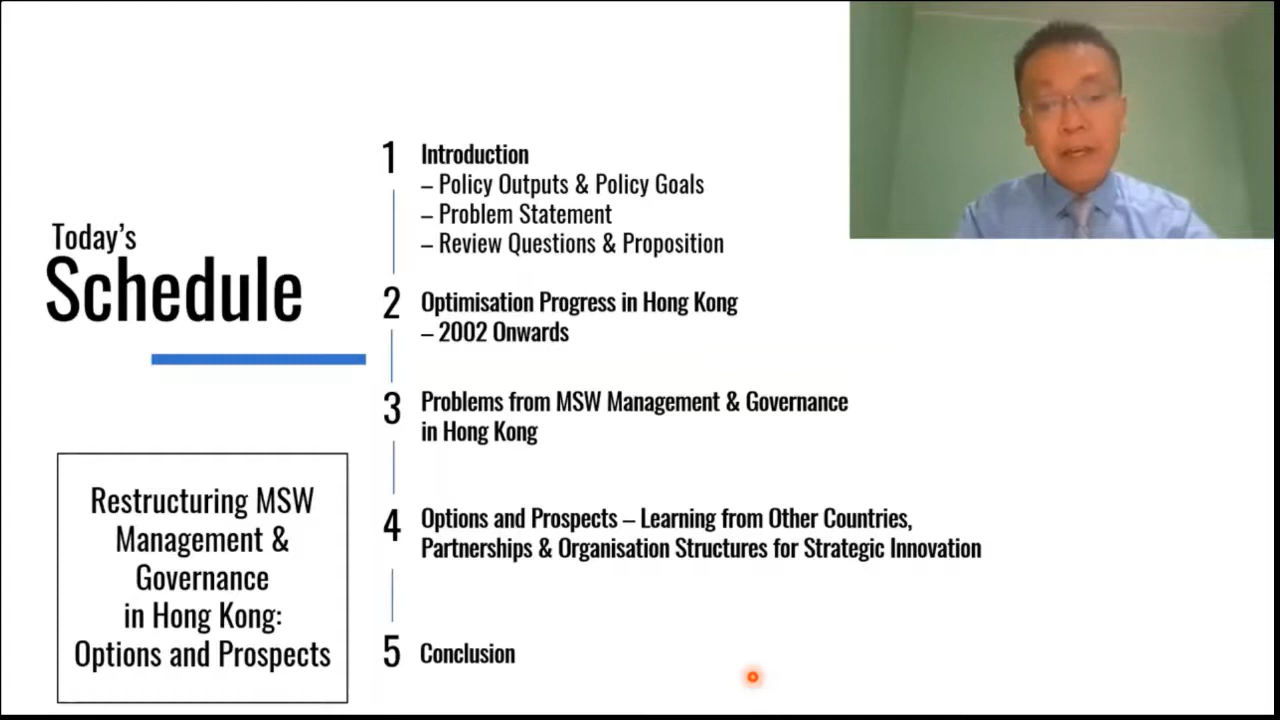 Today's
Schedule
Restructuring MSW
Management &
Governance
in Hong Kong:
Options and Prospects
1 Introduction
– Policy Outputs & Policy Goals
– Problem Statement
– Review Questions & Proposition
2 Optimisation Progress in Hong Kong
– 2002 Onwards
3 Problems from MSW Management & Governance
in Hong Kong
4 Options and Prospects – Learning from Other Countries,
Partnerships & Organisation Structures for Strategic Innovation
5 Conclusion